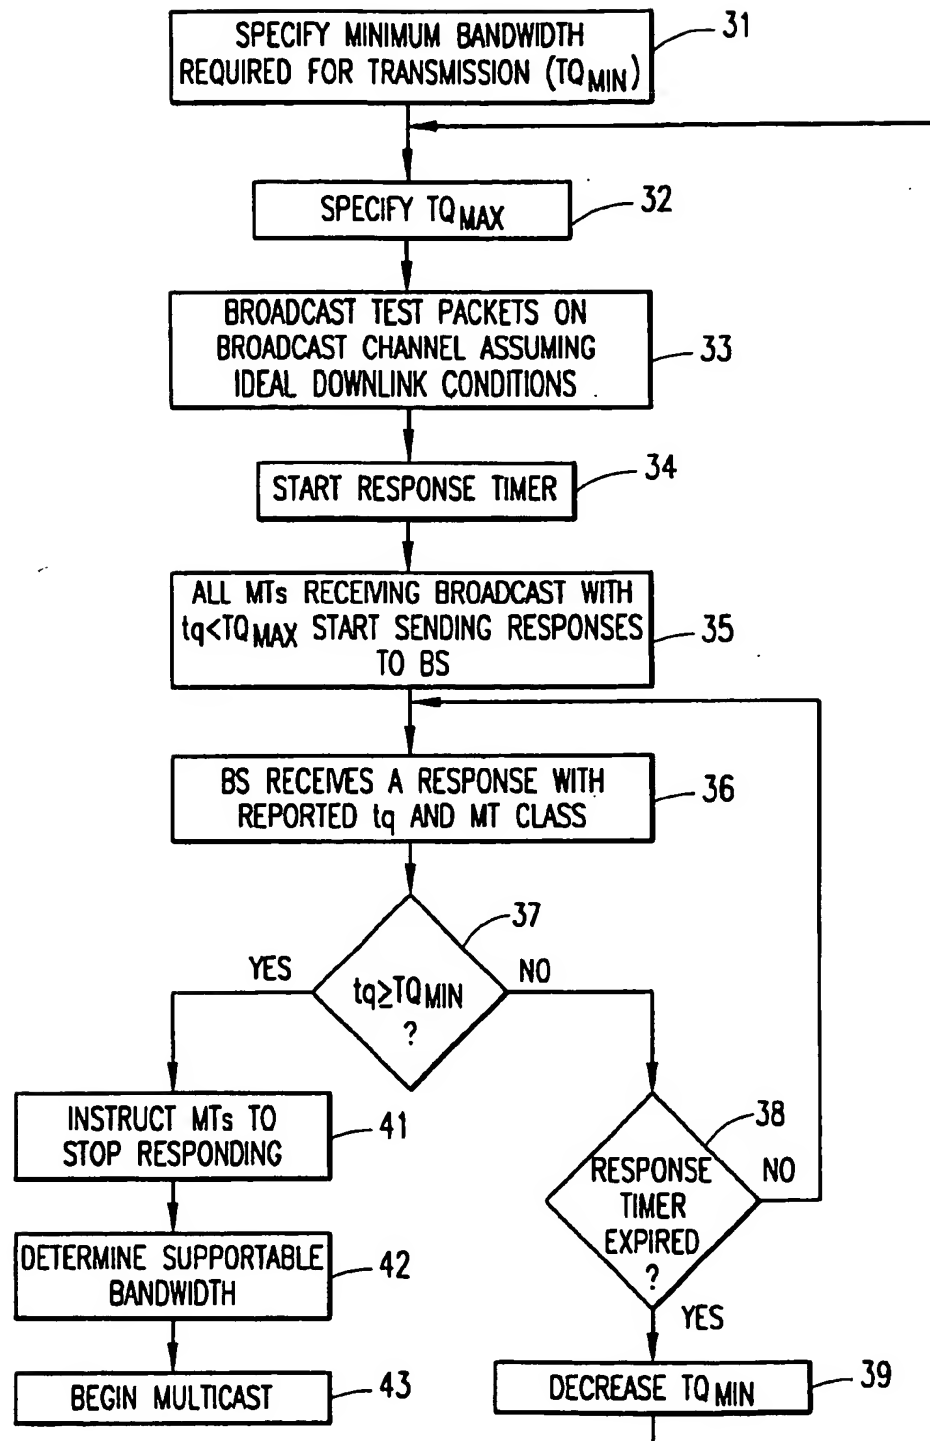 SPECIFY MINIMUM BANDWIDTH
REQUIRED FOR TRANSMISSION (TQMIN)
31
SPECIFY TQMAX
32
BROADCAST TEST PACKETS ON
BROADCAST CHANNEL ASSUMING
IDEAL DOWNLINK CONDITIONS
33
START RESPONSE TIMER
34
ALL MTs RECEIVING BROADCAST WITH
tq<TQMAX START SENDING RESPONSES
TO BS
35
BS RECEIVES A RESPONSE WITH
REPORTED tq AND MT CLASS
36
37
YES
NO
tq≥TQMIN
?
INSTRUCT MTs TO
STOP RESPONDING
41
38
RESPONSE
TIMER
EXPIRED
?
NO
YES
DETERMINE SUPPORTABLE
BANDWIDTH
42
BEGIN MULTICAST
43
DECREASE TQMIN
39